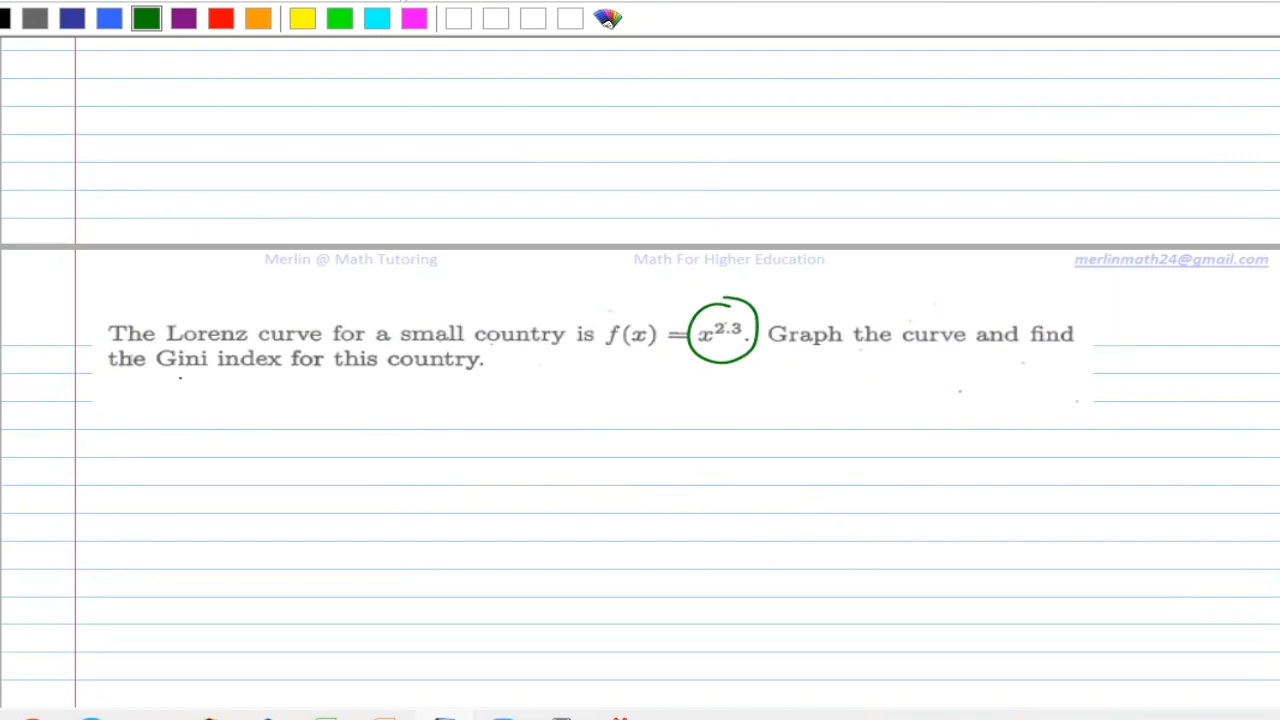 Merlin @ Math Tutoring Math For Higher Education merlinmath24@gmail.com
The Lorenz curve for a small country is f(x) = x^2.3. Graph the curve and find
the Gini index for this country.